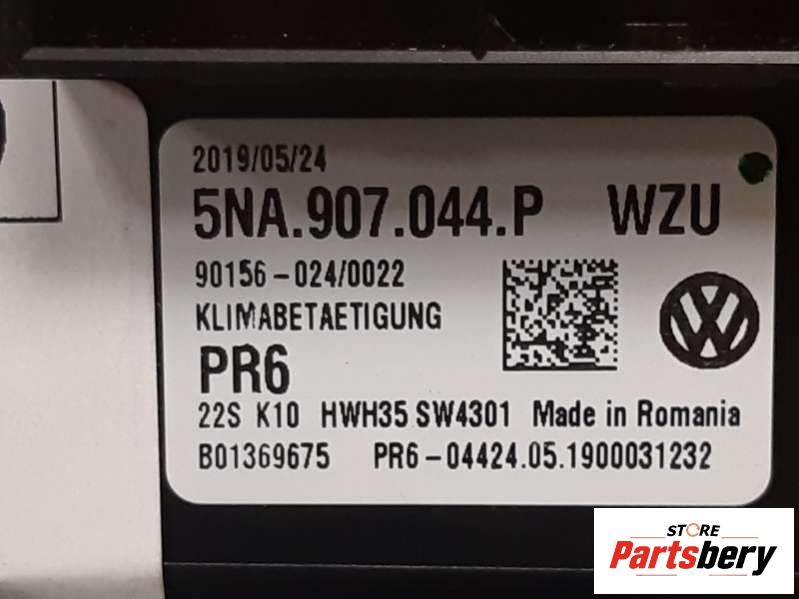 2019/05/24
5NA.907.044.P WZU
90156-024/0022
KLIMABETAETIGUNG
PR6
22S K10 HWH35 SW4301 Made in Romania
B01369675 PR6-04424.05.1900031232
STORE
Partsbery